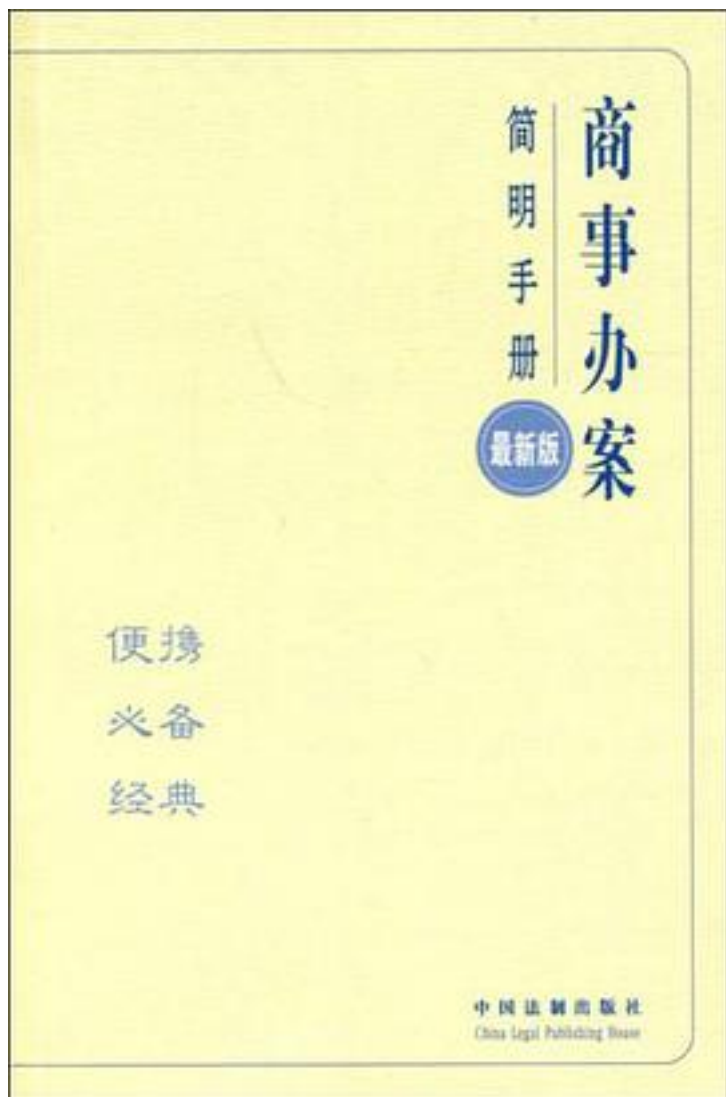 商事办案
简明手册
最新版
便携
必备
经典
中国法制出版社
China Legal Publishing House